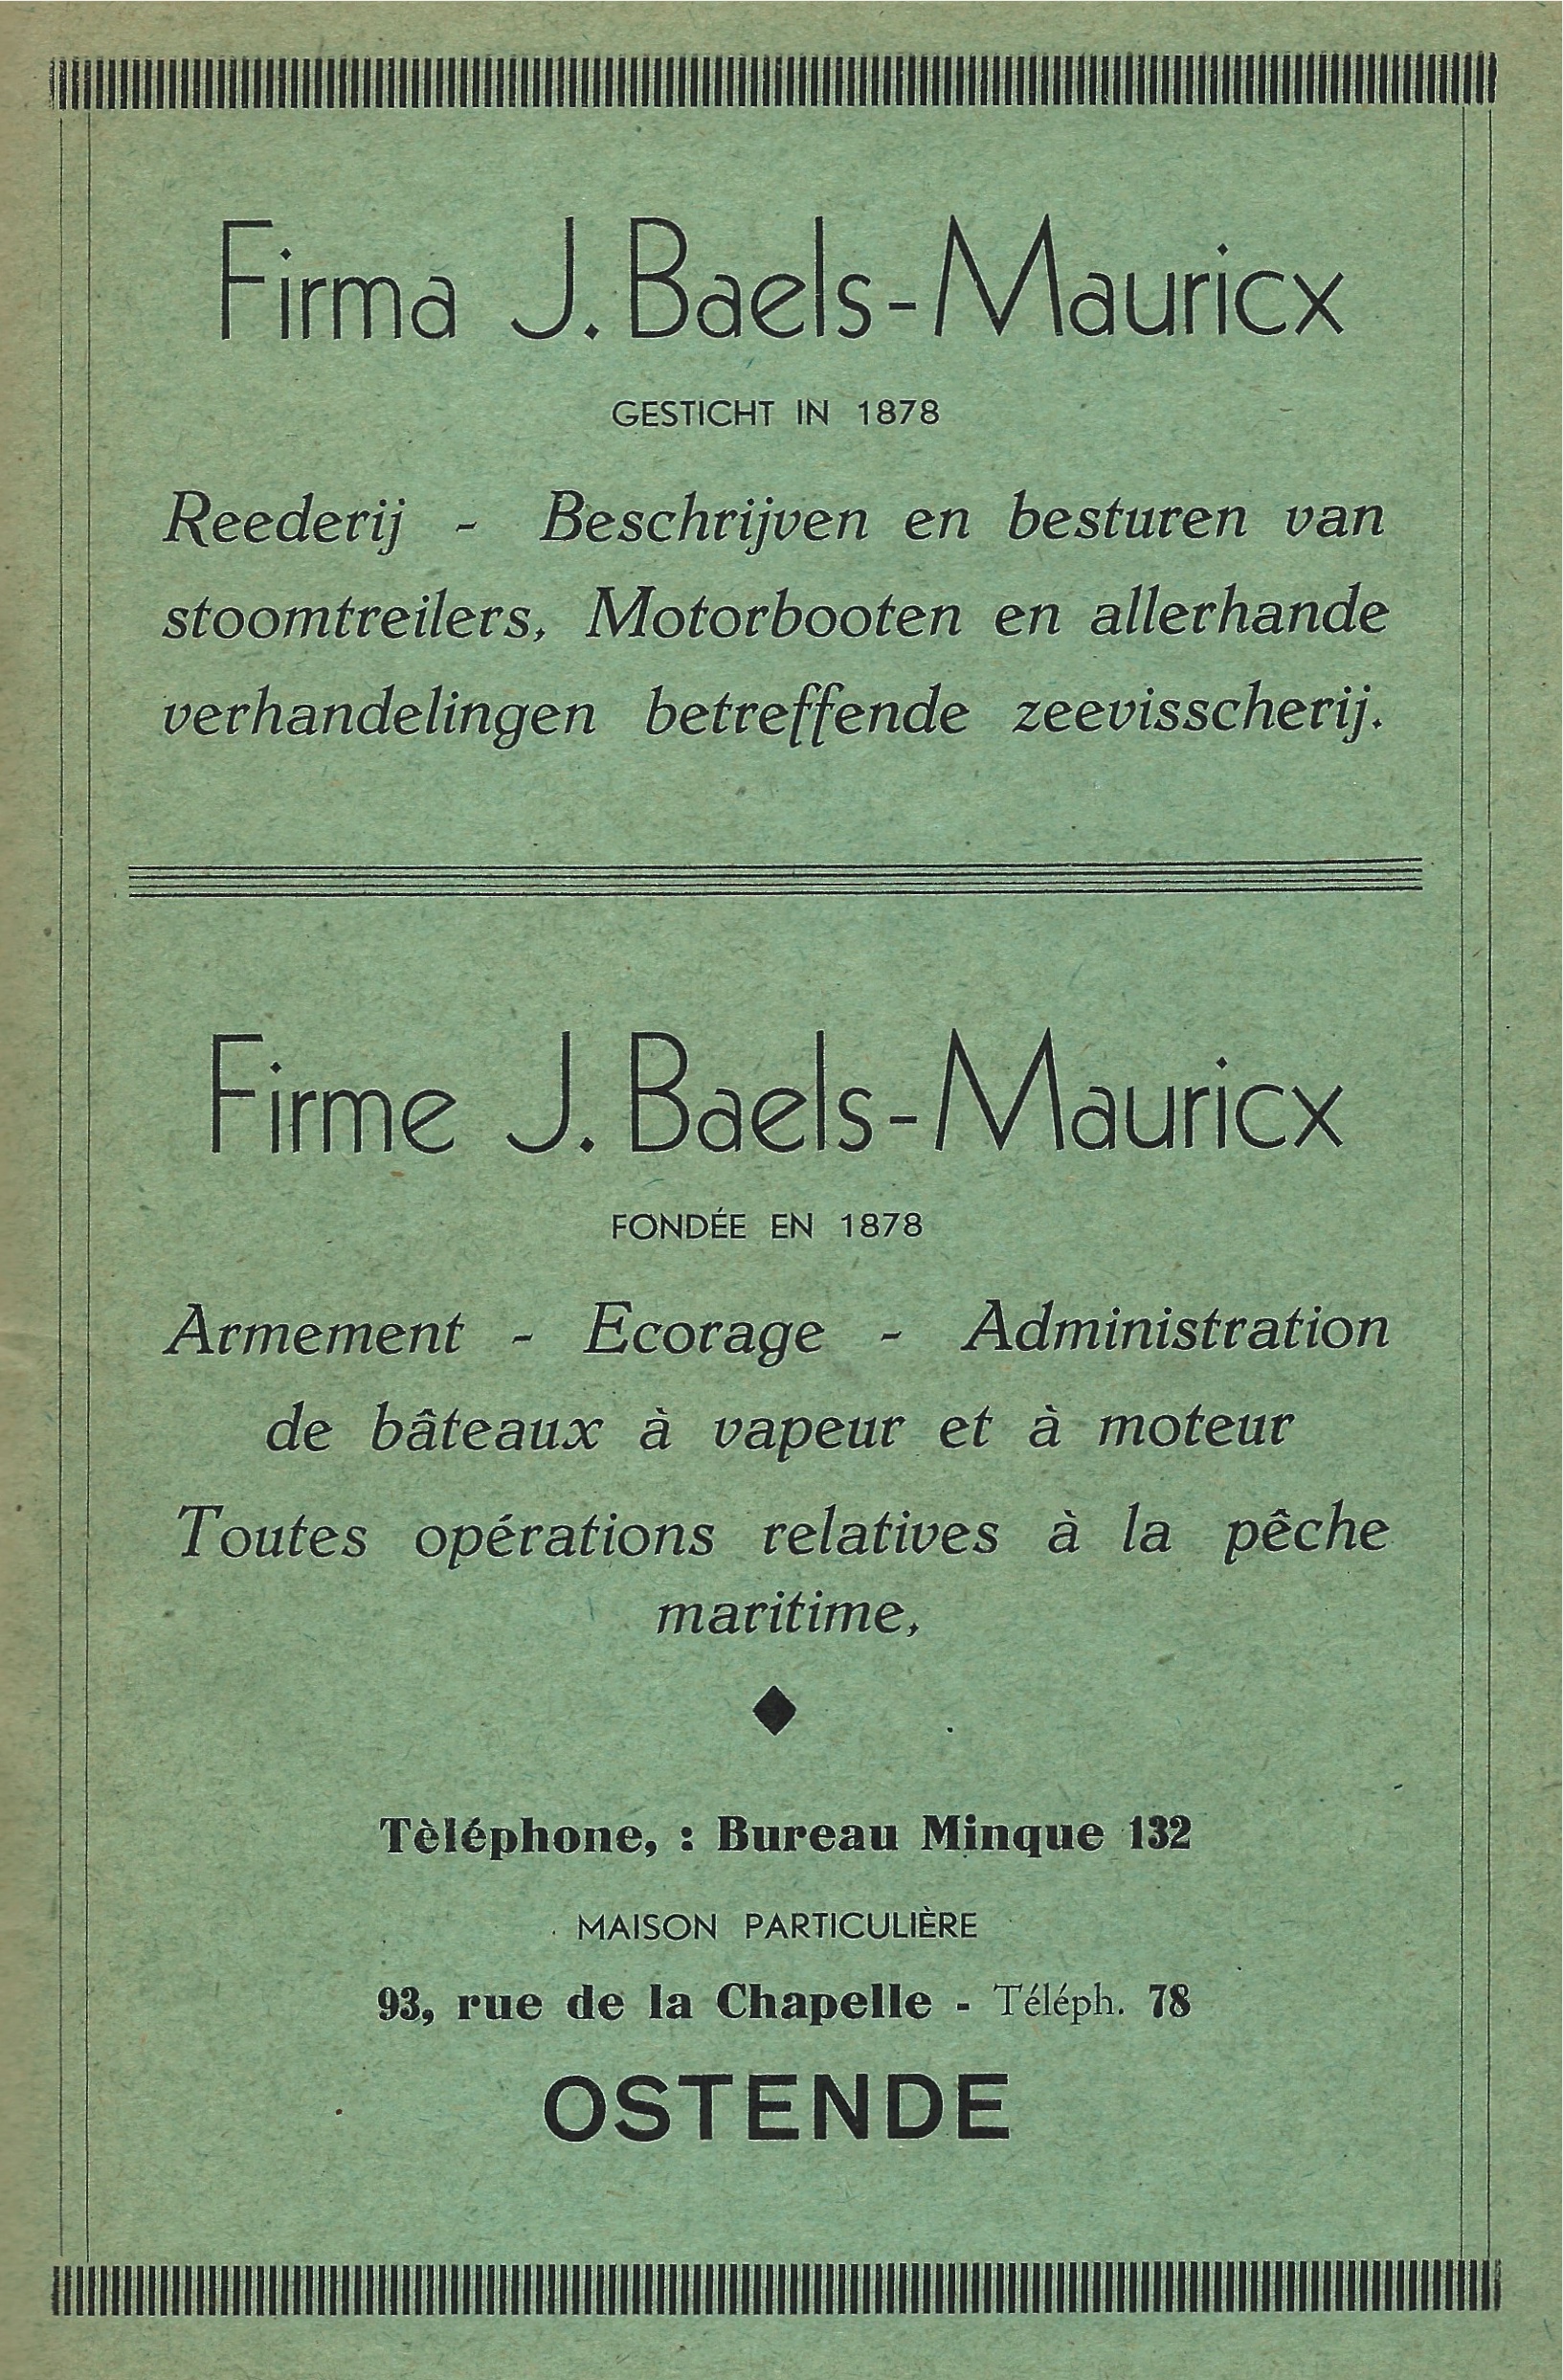 Firma J. Baels-Mauricx
GESTICHT IN 1878
Reederij - Beschrijven en besturen van
stoomtreilers, Motorbooten en allerhande
verhandelingen betreffende zeevisscherij.
Firme J. Baels-Mauricx
FONDÉE EN 1878
Armement - Ecorage - Administration
de bâteaux à vapeur et à moteur
Toutes opérations relatives à la pêche
maritime,
Tèléphone, : Bureau Minque 132
MAISON PARTICULIÈRE
93, rue de la Chapelle - Téléph. 78
OSTENDE